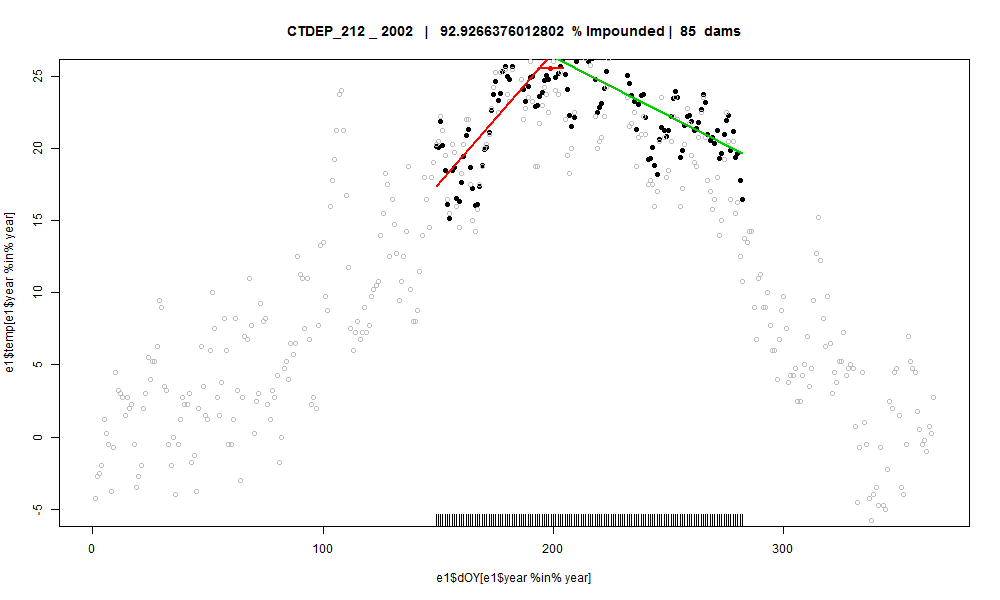 CTDEP_212 _ 2002 | 92.9266376012802 % Impounded | 85 dams
25
20
15
10
5
0
-5
e1$temp[e1$year %in% year]
0 100 200 300
e1$dOY[e1$year %in% year]